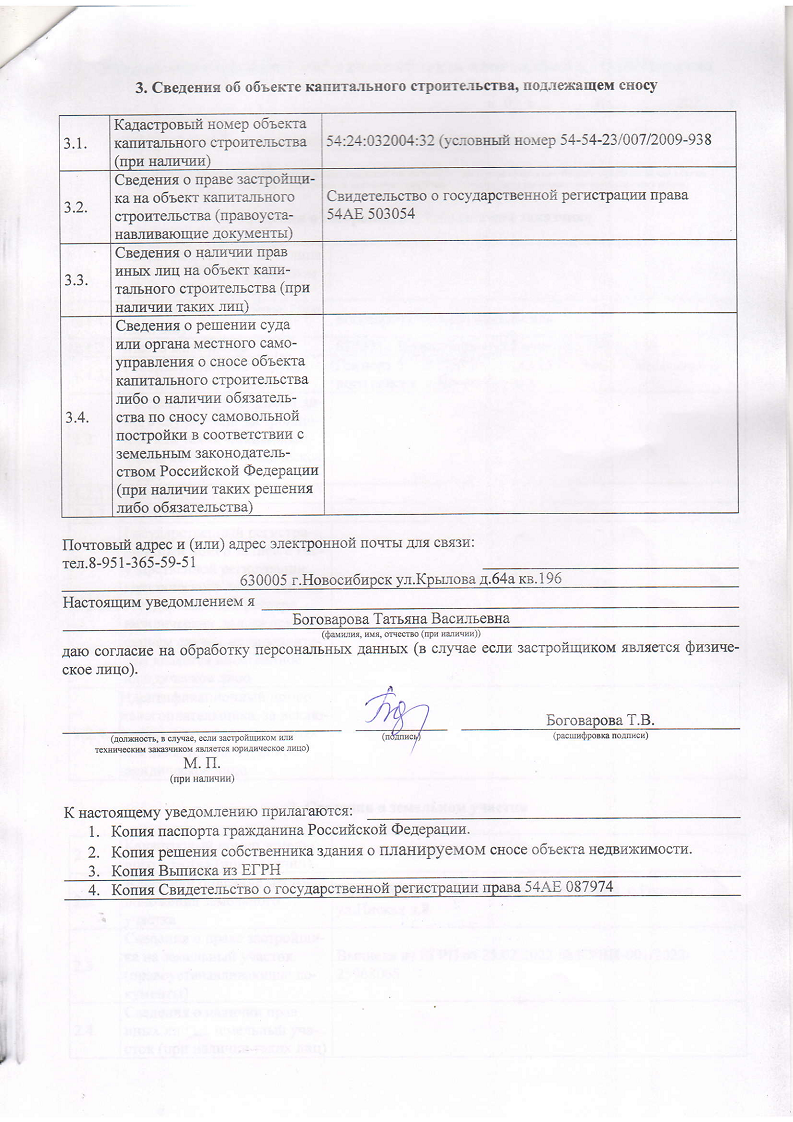 3. Сведения об объекте капитального строительства, подлежащем сносу
3.1.
Кадастровый номер объекта
капитального строительства
(при наличии)
54:24:032004:32 (условный номер 54-54-23/007/2009-938
3.2.
Сведения о праве застройщи-
ка на объект капитального
строительства (правоуста-
навливающие документы)
Свидетельство о государственной регистрации права
54АЕ 503054
3.3.
Сведения о наличии прав
иных лиц на объект капи-
тального строительства (при
наличии таких лиц)
3.4.
Сведения о решении суда
или органа местного само-
управления о сносе объекта
капитального строительства
либо о наличии обязатель-
ства по сносу самовольной
постройки в соответствии с
земельным законодатель-
ством Российской Федерации
(при наличии таких решения
либо обязательства)
Почтовый адрес и (или) адрес электронной почты для связи:
тел.8-951-365-59-51
630005 г.Новосибирск ул.Крылова д.64а кв.196
Настоящим уведомлением я
Боговарова Татьяна Васильевна
(фамилия, имя, отчество (при наличии))
даю согласие на обработку персональных данных (в случае если застройщиком является физиче-
ское лицо).
Боговарова Т.В.
(должность, в случае, если застройщиком или
техническим заказчиком является юридическое лицо)
(подпись)
(расшифровка подписи)
М. П.
(при наличии)
К настоящему уведомлению прилагаются:
1. Копия паспорта гражданина Российской Федерации.
2. Копия решения собственника здания о планируемом сносе объекта недвижимости.
3. Копия Выписка из ЕГРН
4. Копия Свидетельство о государственной регистрации права 54АЕ 087974